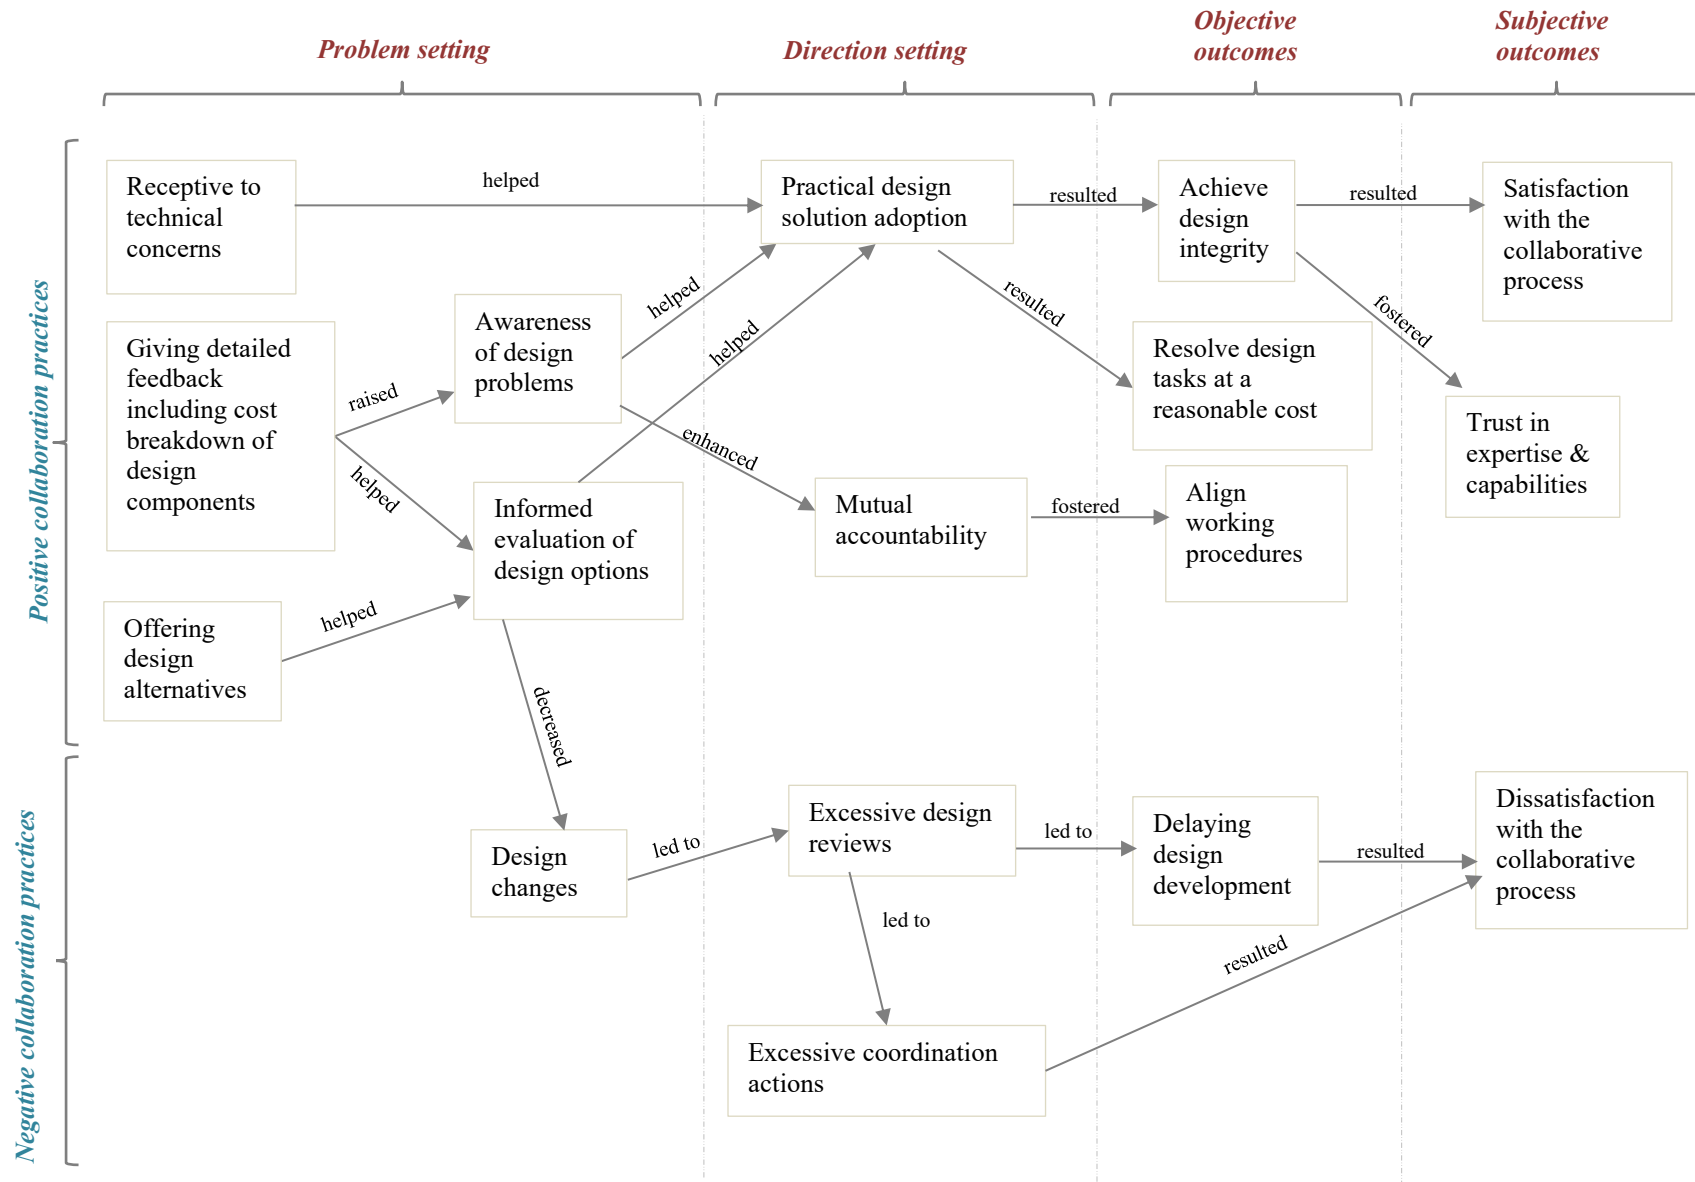 Problem setting
Direction setting
Objective
outcomes
Subjective
outcomes
Positive collaboration practices
Receptive to
technical
concerns
helped
Practical design
solution adoption
resulted
Achieve
design
integrity
resulted
Satisfaction
with the
collaborative
process
Giving detailed
feedback
including cost
breakdown of
design
components
raised
helped
Awareness
of design
problems
helped
helped
enhanced
resulted
Resolve design
tasks at a
reasonable cost
fostered
Trust in
expertise &
capabilities
Informed
evaluation of
design options
Mutual
accountability
fostered
Align
working
procedures
Offering
design
alternatives
helped
decreased
Negative collaboration practices
Design
changes
led to
Excessive design
reviews
led to
Delaying
design
development
resulted
Dissatisfaction
with the
collaborative
process
led to
resulted
Excessive coordination
actions